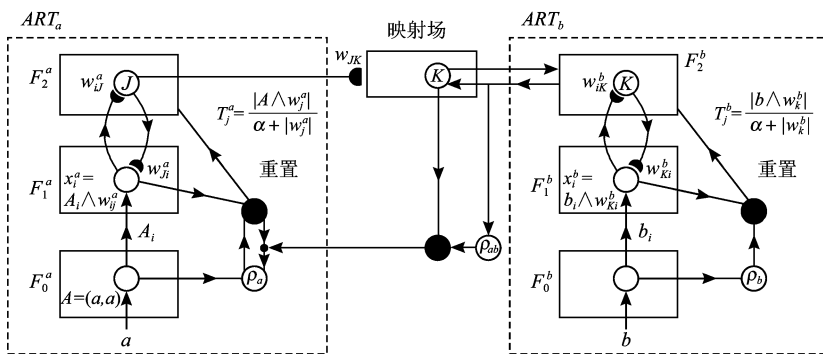 ART_a
映射场
ART_b
w_{JK}
F_2^a
w_{iJ}^a
J
K
w_{iK}^b
K
F_2^b
T_j^a = |A∧w_j^a| / (α+|w_j^a|)
T_j^b = |b∧w_k^b| / (α+|w_k^b|)
w_{Ji}^a
重置
w_{Ki}^b
重置
F_1^a
x_i^a=
A_i∧w_{ij}^a
F_1^b
x_i^b=
b_i∧w_{Ki}^b
A_i
b_i
ρ_{ab}
F_0^a
A=(a,a)
ρ_a
F_0^b
ρ_b
a
b